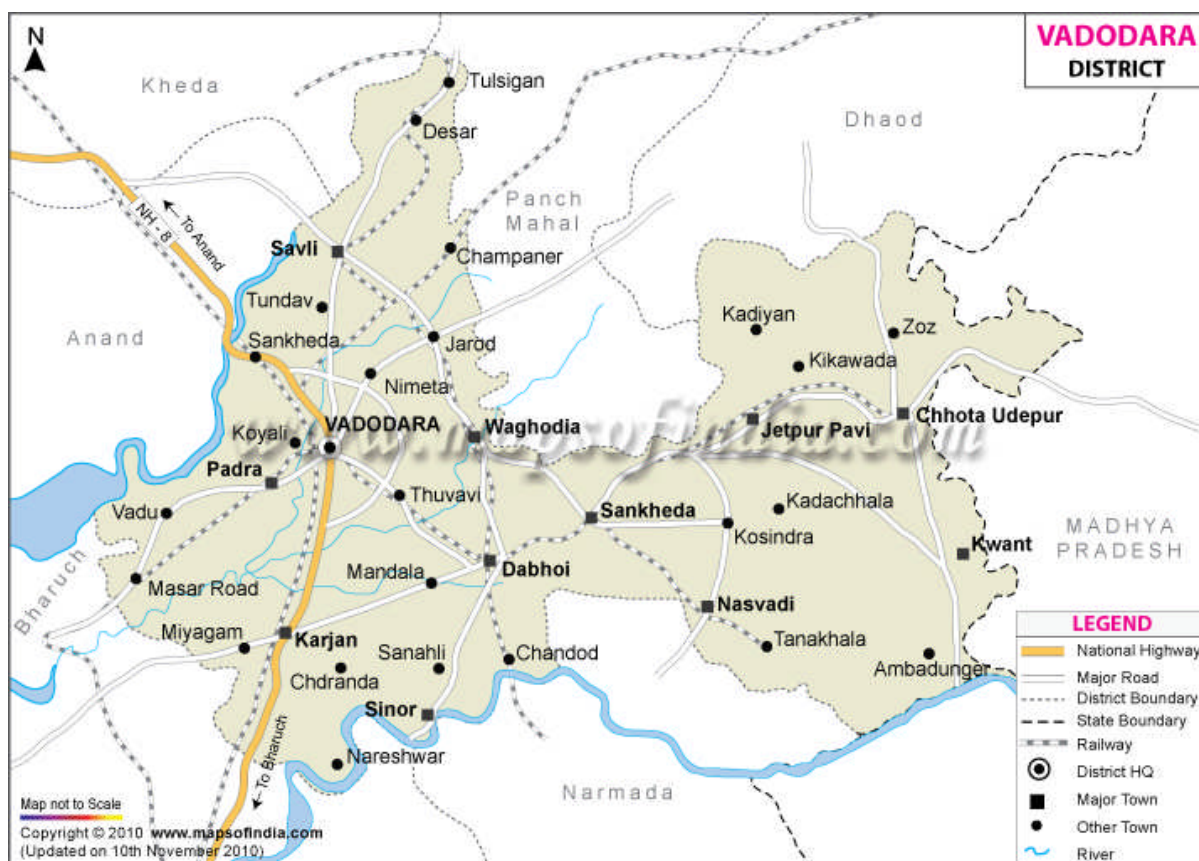 N
VADODARA
DISTRICT
Kheda
Tulsigan
Desar
Dhaod
Panch
Mahal
NH - 8
To Anand
Savli
Champaner
Tundav
Kadiyan
Zoz
Anand
Sankheda
Jarod
Kikawada
Nimeta
VADODARA
Koyali
Waghodia
Jetpur Pavi
Chhota Udepur
www.mapsofindia.com
Padra
Thuvavi
Vadu
Sankheda
Kadachhala
Kosindra
MADHYA
PRADESH
Kwant
Bharuch
Masar Road
Mandala
Dabhoi
Nasvadi
Miyagam
Karjan
Sanahli
Chandod
Tanakhala
Ambadunger
Chdranda
Sinor
Nareshwar
To Bharuch
Narmada
LEGEND
National Highway
Major Road
District Boundary
State Boundary
Railway
District HQ
Major Town
Other Town
River
Map not to Scale
Copyright © 2010 www.mapsofindia.com
(Updated on 10th November 2010)